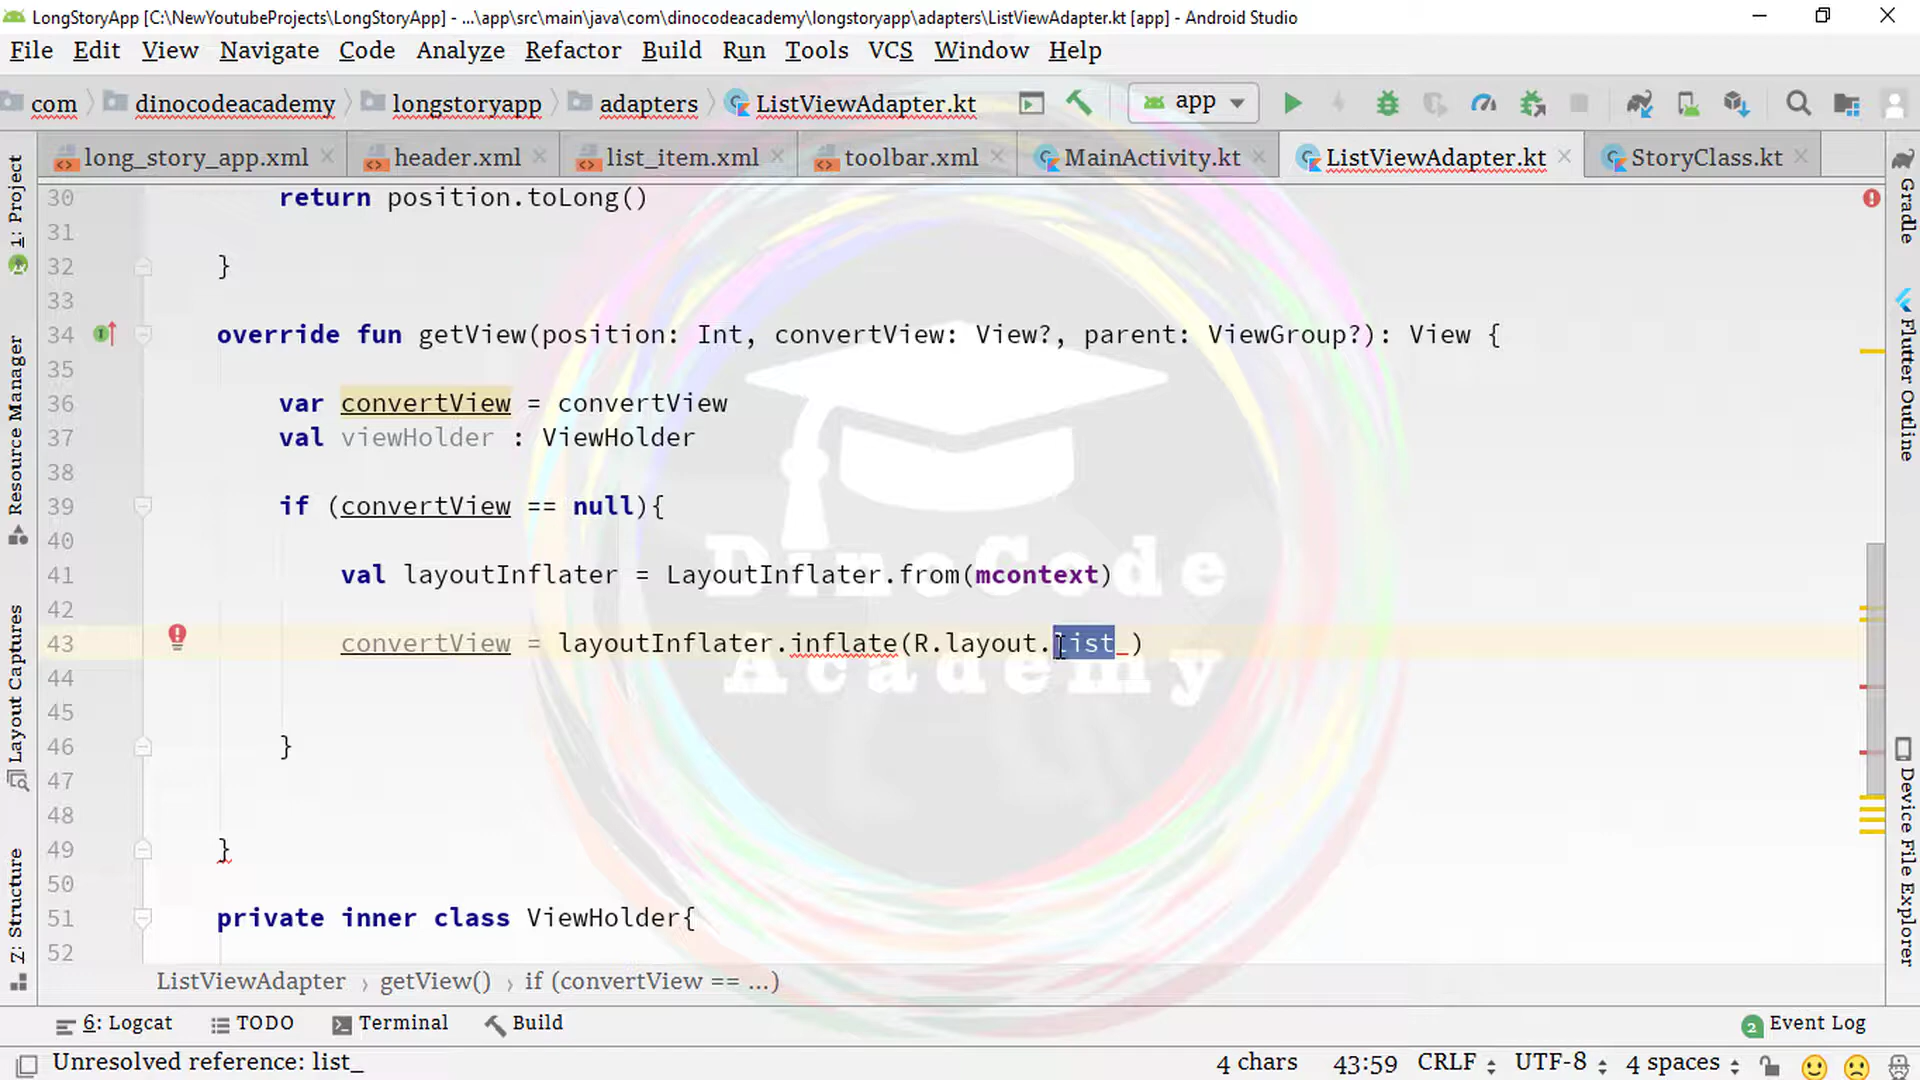 LongStoryApp [C:\NewYoutubeProjects\LongStoryApp] - ...\app\src\main\java\com\dinocodeacademy\longstoryapp\adapters\ListViewAdapter.kt [app] - Android Studio
File Edit View Navigate Code Analyze Refactor Build Run Tools VCS Window Help
com dinocodeacademy longstoryapp adapters ListViewAdapter.kt app
long_story_app.xml header.xml list_item.xml toolbar.xml MainActivity.kt ListViewAdapter.kt StoryClass.kt
1: Project
Resource Manager
Layout Captures
Z: Structure
30 return position.toLong()
31
32 }
33
34 override fun getView(position: Int, convertView: View?, parent: ViewGroup?): View {
35
36 var convertView = convertView
37 val viewHolder : ViewHolder
38
39 if (convertView == null){
40
41 val layoutInflater = LayoutInflater.from(mcontext)
42
43 convertView = layoutInflater.inflate(R.layout.list_)
44
45
46 }
47
48
49 }
50
51 private inner class ViewHolder{
52
DinoCode
Academy
Gradle
Flutter Outline
Device File Explorer
ListViewAdapter › getView() › if (convertView == ...)
6: Logcat TODO Terminal Build 2 Event Log
Unresolved reference: list_ 4 chars 43:59 CRLF UTF-8 4 spaces